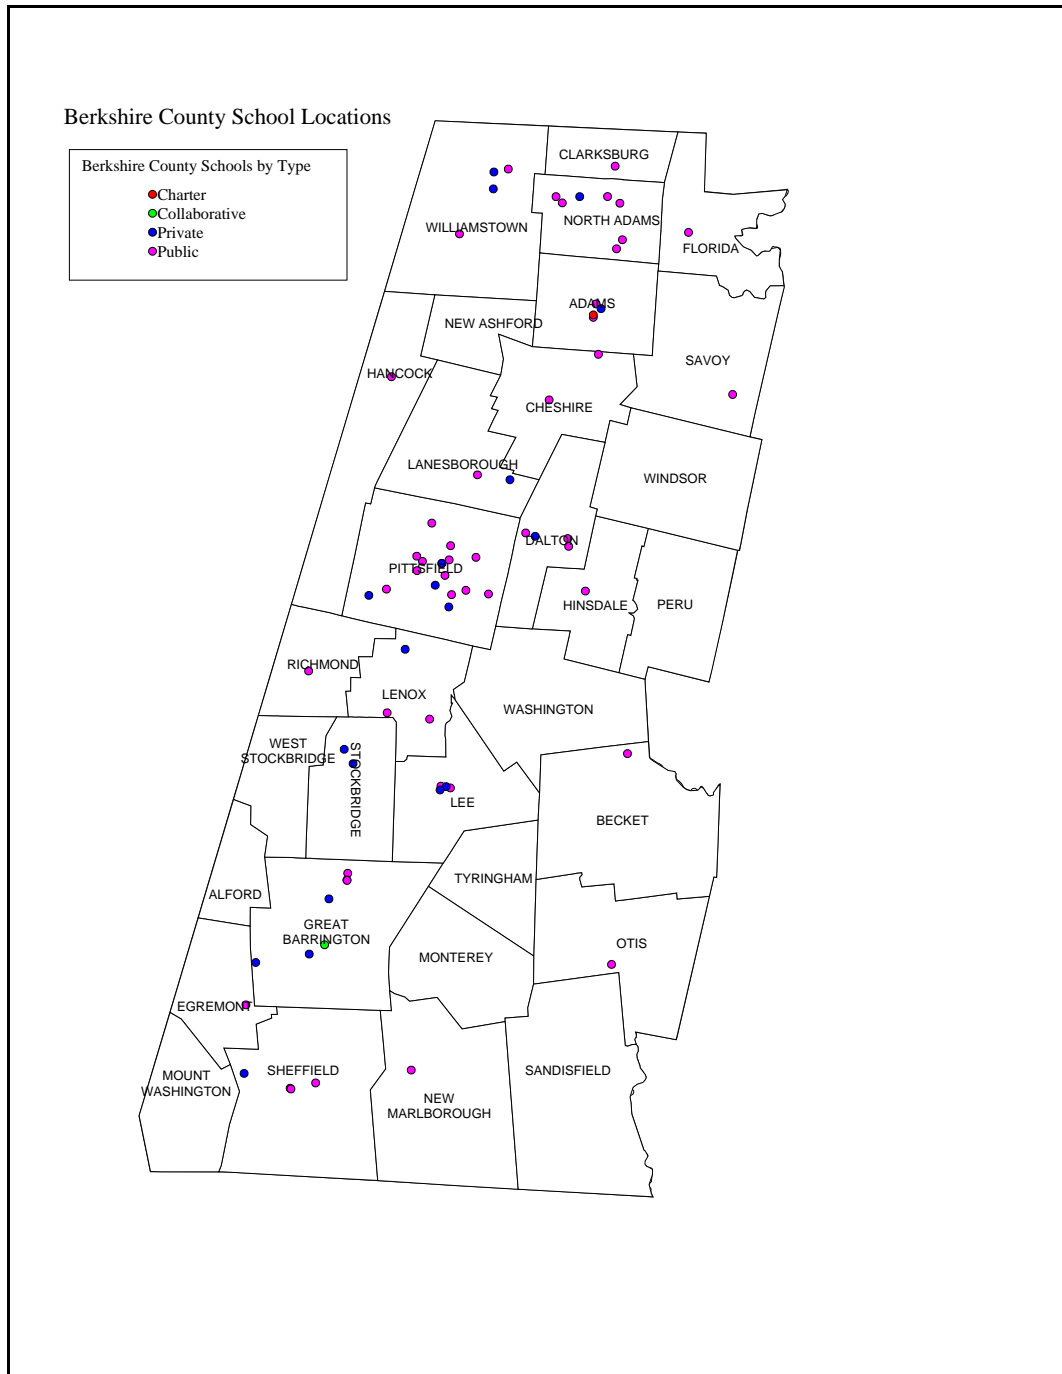 Berkshire County School Locations
Berkshire County Schools by Type
Charter
Collaborative
Private
Public
CLARKSBURG
WILLIAMSTOWN
NORTH ADAMS
FLORIDA
ADAMS
NEW ASHFORD
SAVOY
HANCOCK
CHESHIRE
LANESBOROUGH
WINDSOR
DALTON
PITTSFIELD
HINSDALE
PERU
RICHMOND
LENOX
WASHINGTON
WEST
STOCKBRIDGE
STOCKBRIDGE
LEE
BECKET
TYRINGHAM
ALFORD
GREAT
BARRINGTON
OTIS
MONTEREY
EGREMONT
SHEFFIELD
SANDISFIELD
MOUNT
WASHINGTON
NEW
MARLBOROUGH